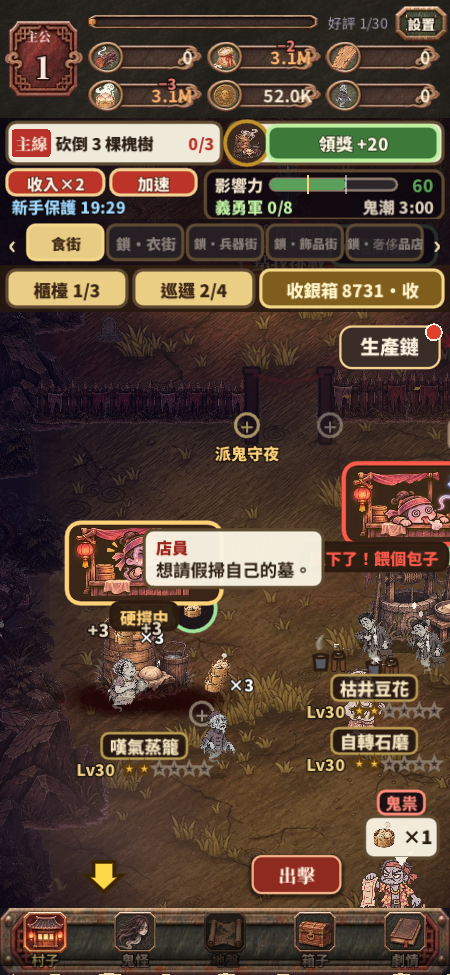 主公
1
好評 1/30
設置
0
-2
3.1M
0
-3
3.1M
52.0K
0
主線 砍倒 3 棵槐樹 0/3
領獎 +20
收入×2
加速
影響力 60
新手保護 19:29
義勇軍 0/8
鬼潮 3:00
‹
食街
鎖・衣街
鎖・兵器街
鎖・飾品街
鎖・奢侈品店
›
櫃檯 1/3
巡邏 2/4
收銀箱 8731・收
生產鏈
派鬼守夜
店員
想請假掃自己的墓。
下了！餵個包子
硬撐中
+3
+3
×3
×3
枯井豆花
Lv30
嘆氣蒸籠
Lv30
自轉石磨
Lv30
鬼祟
×1
出擊
村子
鬼怪
地盤
箱子
劇情